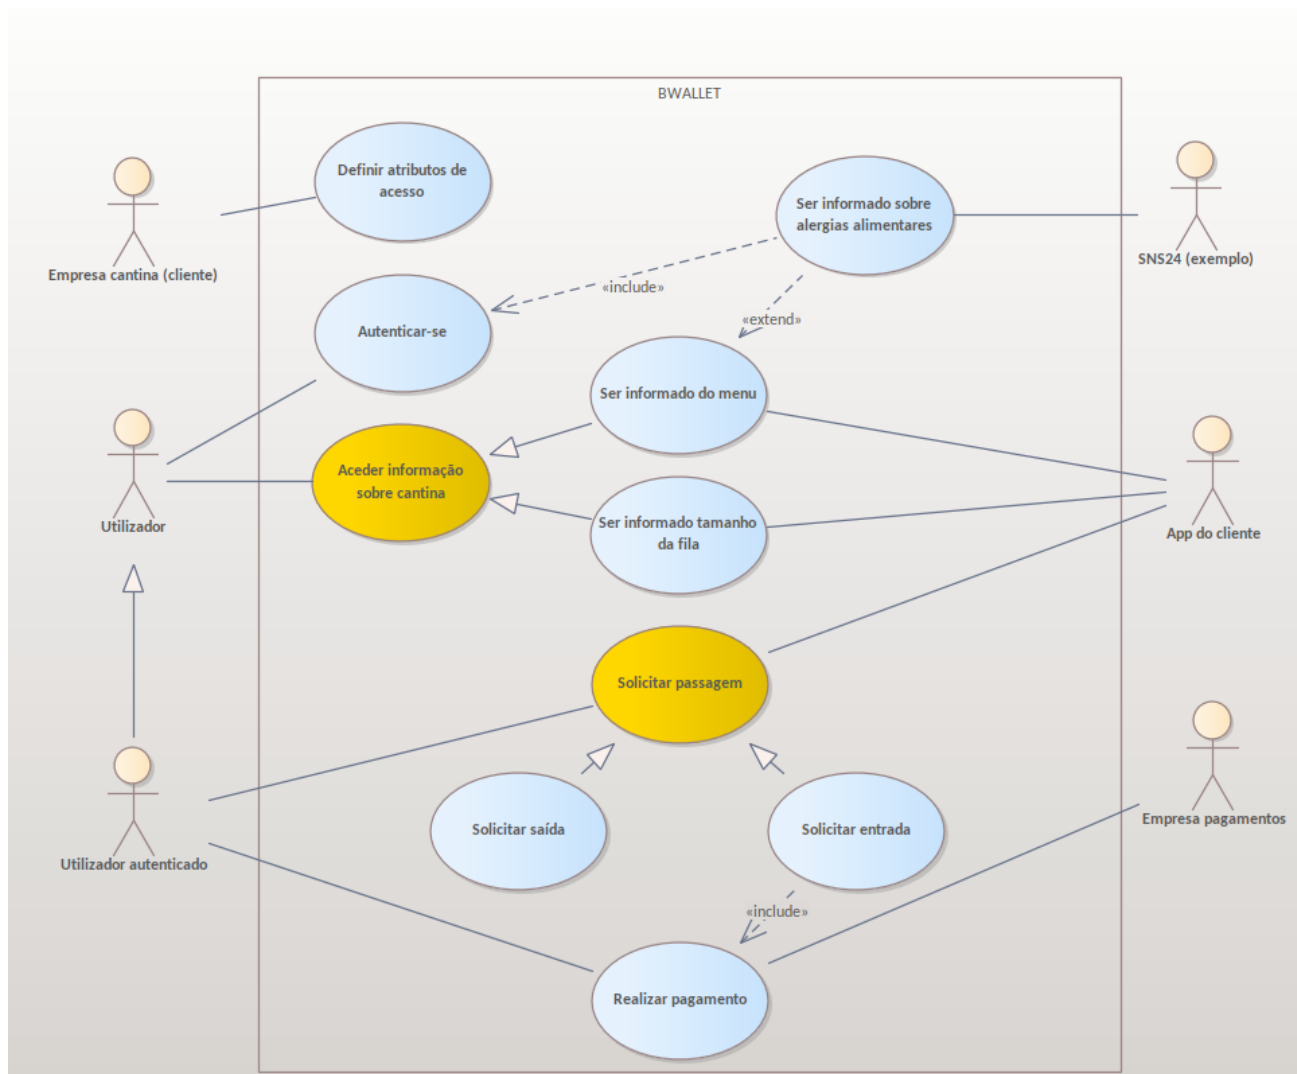 BWALLET
Definir atributos de
acesso
Ser informado sobre
alergias alimentares
Empresa cantina (cliente)
SNS24 (exemplo)
«include»
«extend»
Autenticar-se
Ser informado do menu
Aceder informação
sobre cantina
Utilizador
Ser informado tamanho
da fila
App do cliente
Solicitar passagem
Solicitar saída
Solicitar entrada
Empresa pagamentos
Utilizador autenticado
«include»
Realizar pagamento